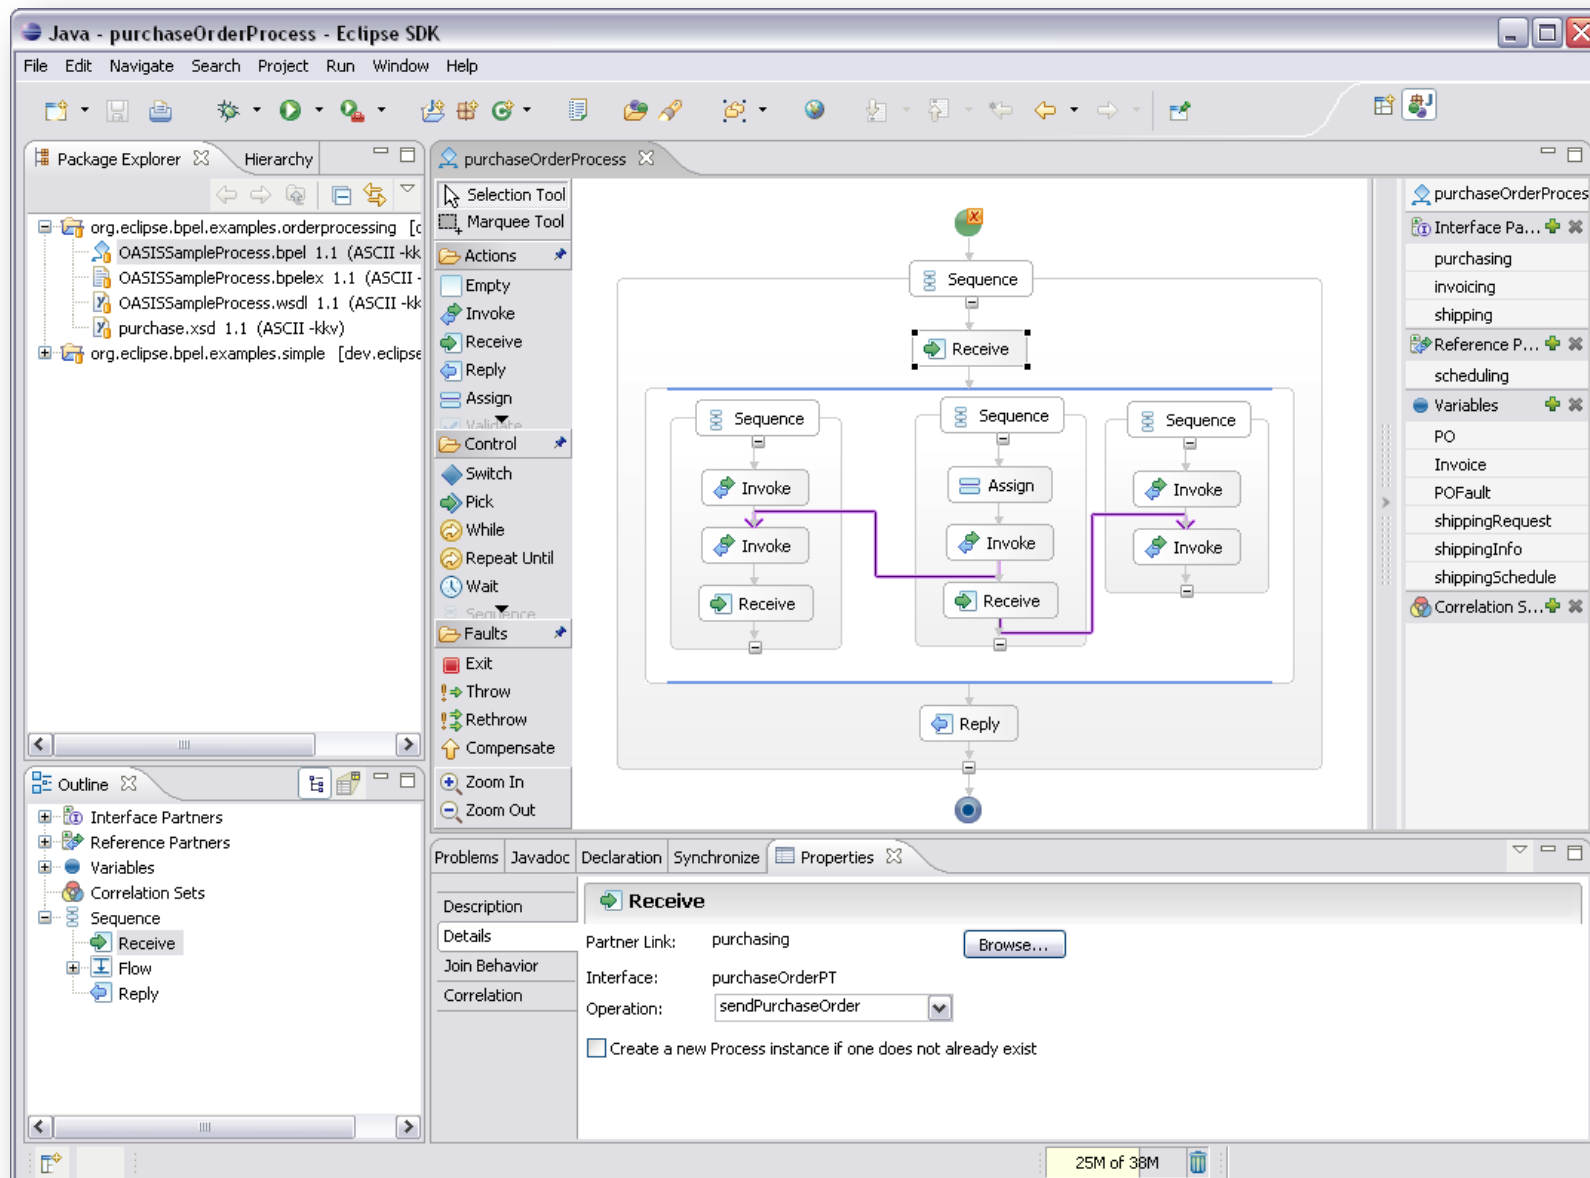 Java - purchaseOrderProcess - Eclipse SDK
File Edit Navigate Search Project Run Window Help
Package Explorer Hierarchy
org.eclipse.bpel.examples.orderprocessing [d
OASISSampleProcess.bpel 1.1 (ASCII -kk
OASISSampleProcess.bpelex 1.1 (ASCII -
OASISSampleProcess.wsdl 1.1 (ASCII -kk
purchase.xsd 1.1 (ASCII -kkv)
org.eclipse.bpel.examples.simple [dev.eclipse
Outline
Interface Partners
Reference Partners
Variables
Correlation Sets
Sequence
Receive
Flow
Reply
purchaseOrderProcess
Selection Tool
Marquee Tool
Actions
Empty
Invoke
Receive
Reply
Assign
Validate
Control
Switch
Pick
While
Repeat Until
Wait
Sequence
Faults
Exit
Throw
Rethrow
Compensate
Zoom In
Zoom Out
Sequence
Receive
Sequence
Invoke
Invoke
Receive
Sequence
Assign
Invoke
Receive
Sequence
Invoke
Invoke
Reply
purchaseOrderProces
Interface Pa...
purchasing
invoicing
shipping
Reference P...
scheduling
Variables
PO
Invoice
POFault
shippingRequest
shippingInfo
shippingSchedule
Correlation S...
Problems Javadoc Declaration Synchronize Properties
Description
Details
Join Behavior
Correlation
Receive
Partner Link: purchasing Browse...
Interface: purchaseOrderPT
Operation: sendPurchaseOrder
Create a new Process instance if one does not already exist
25M of 38M